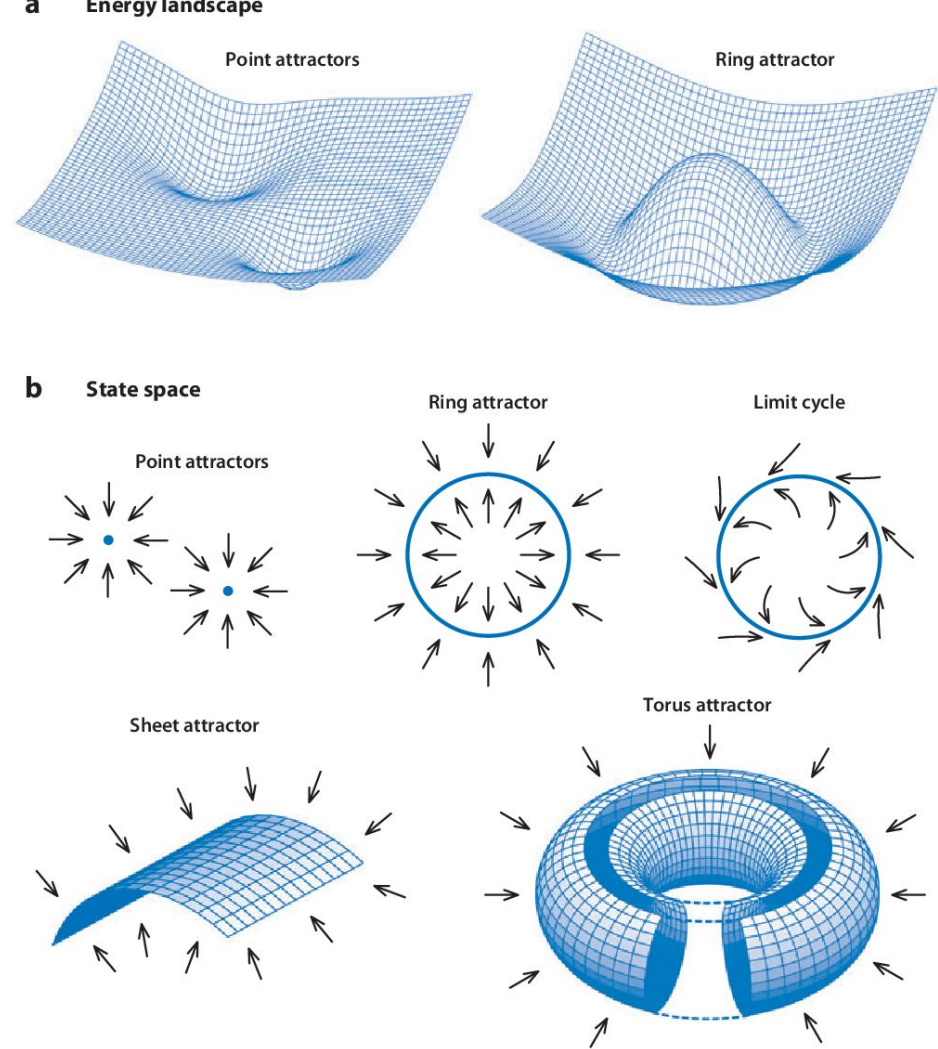 a Energy landscape
Point attractors
Ring attractor
b State space
Ring attractor
Limit cycle
Point attractors
Sheet attractor
Torus attractor